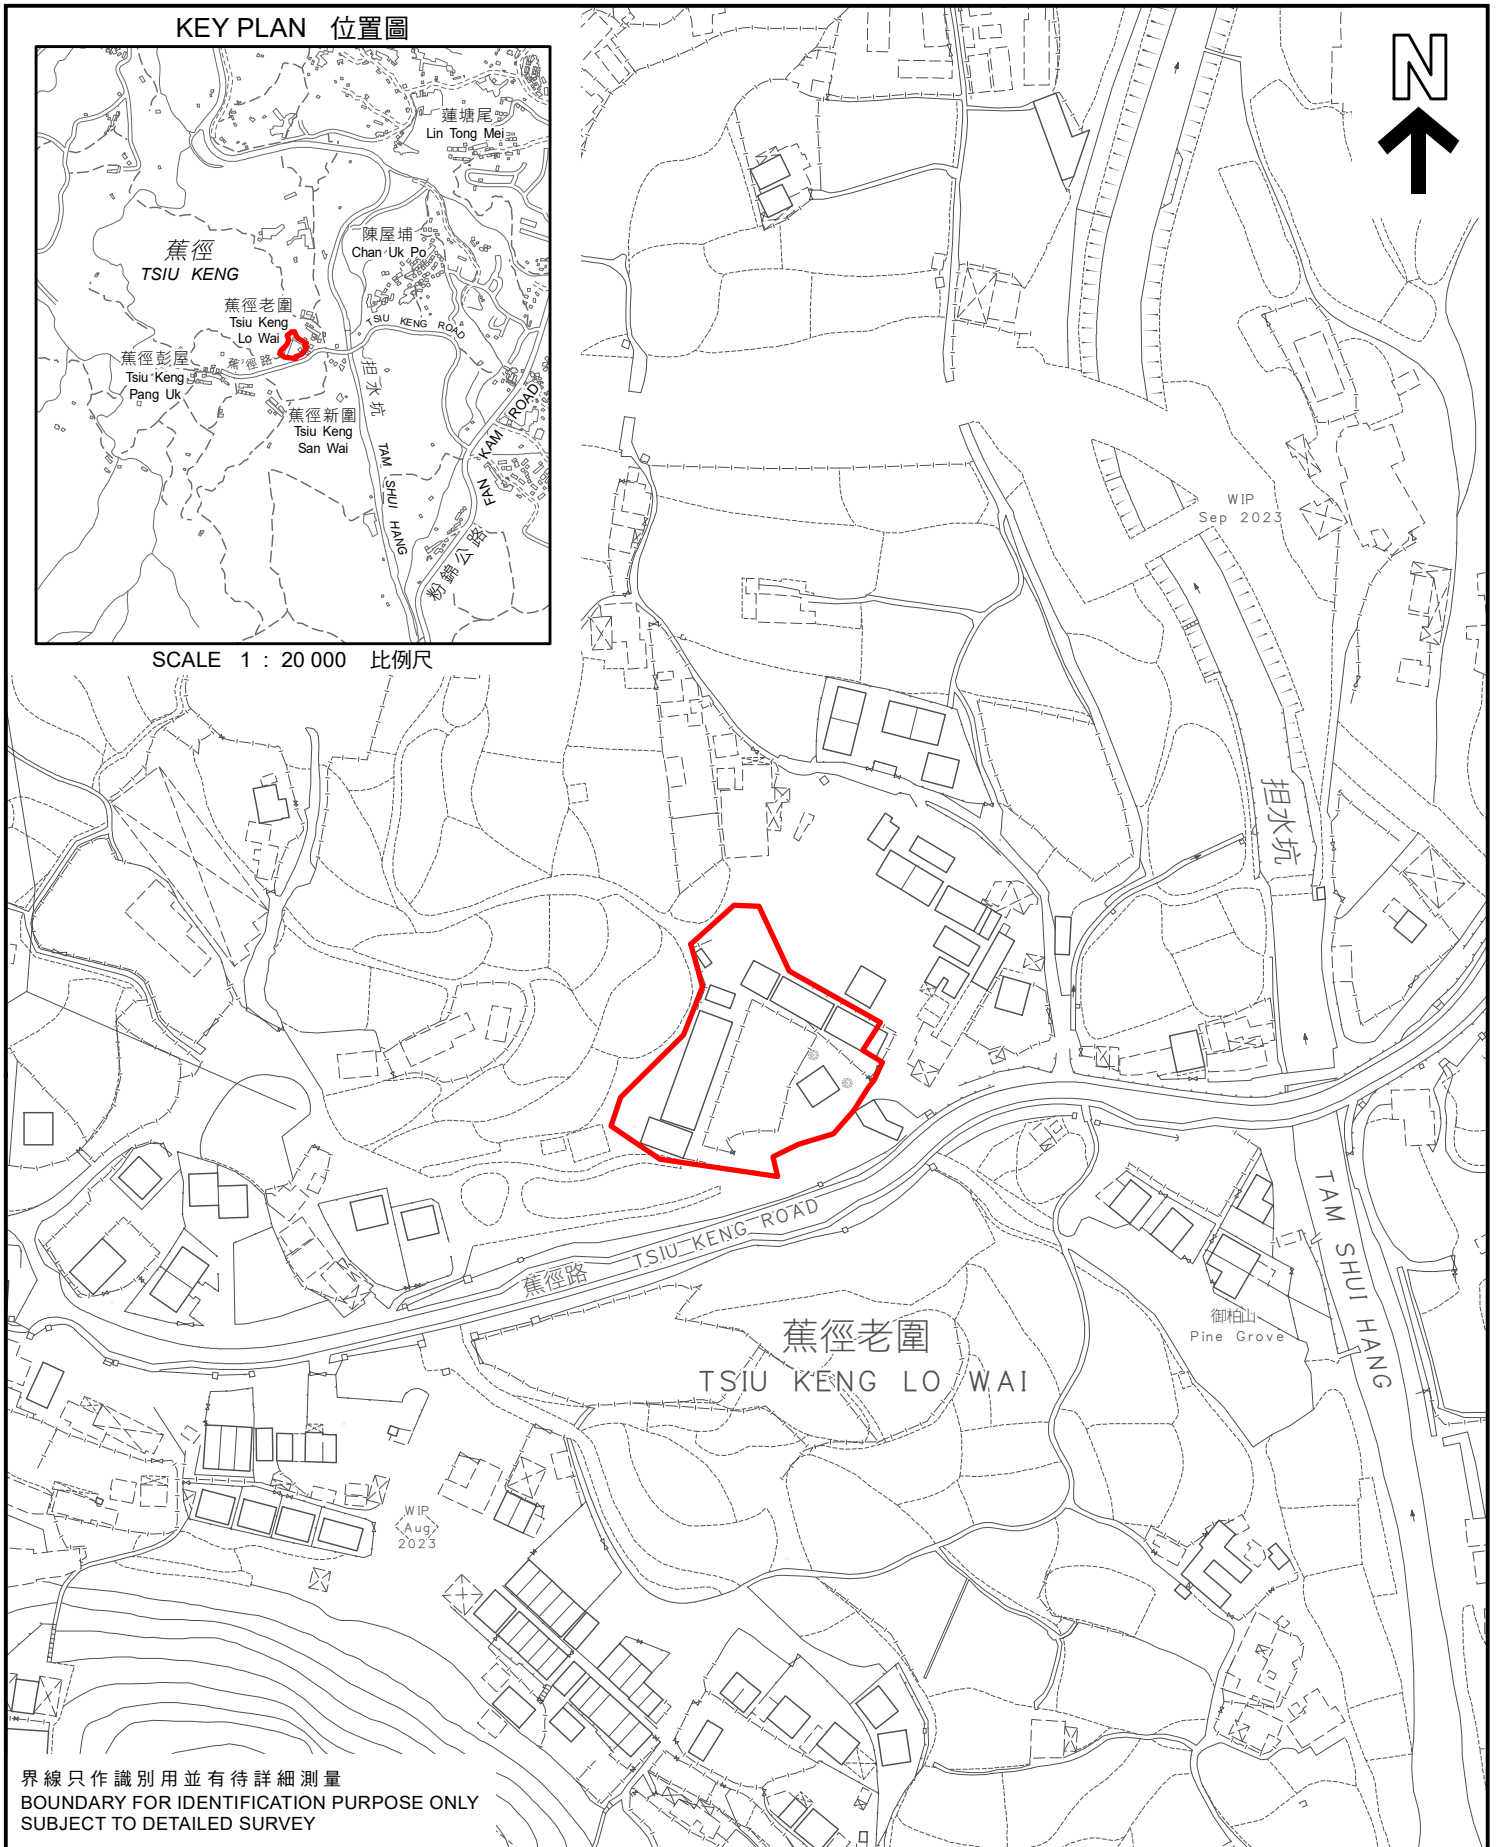 KEY PLAN 位置圖
N
蓮塘尾
Lin Tong Mei
陳屋埔
Chan Uk Po
蕉徑
TSIU KENG
蕉徑老圍
Tsiu Keng
Lo Wai
TSIU KENG ROAD
蕉徑路
蕉徑彭屋
Tsiu Keng
Pang Uk
担水坑
TAM SHUI HANG
蕉徑新圍
Tsiu Keng
San Wai
FAN KAM ROAD
粉錦公路
SCALE 1 : 20 000 比例尺
WIP
Sep 2023
担水坑
TAM SHUI HANG
蕉徑路 TSIU KENG ROAD
蕉徑老圍
TSIU KENG LO WAI
御柏山
Pine Grove
WIP
Aug
2023
界線只作識別用並有待詳細測量
BOUNDARY FOR IDENTIFICATION PURPOSE ONLY
SUBJECT TO DETAILED SURVEY